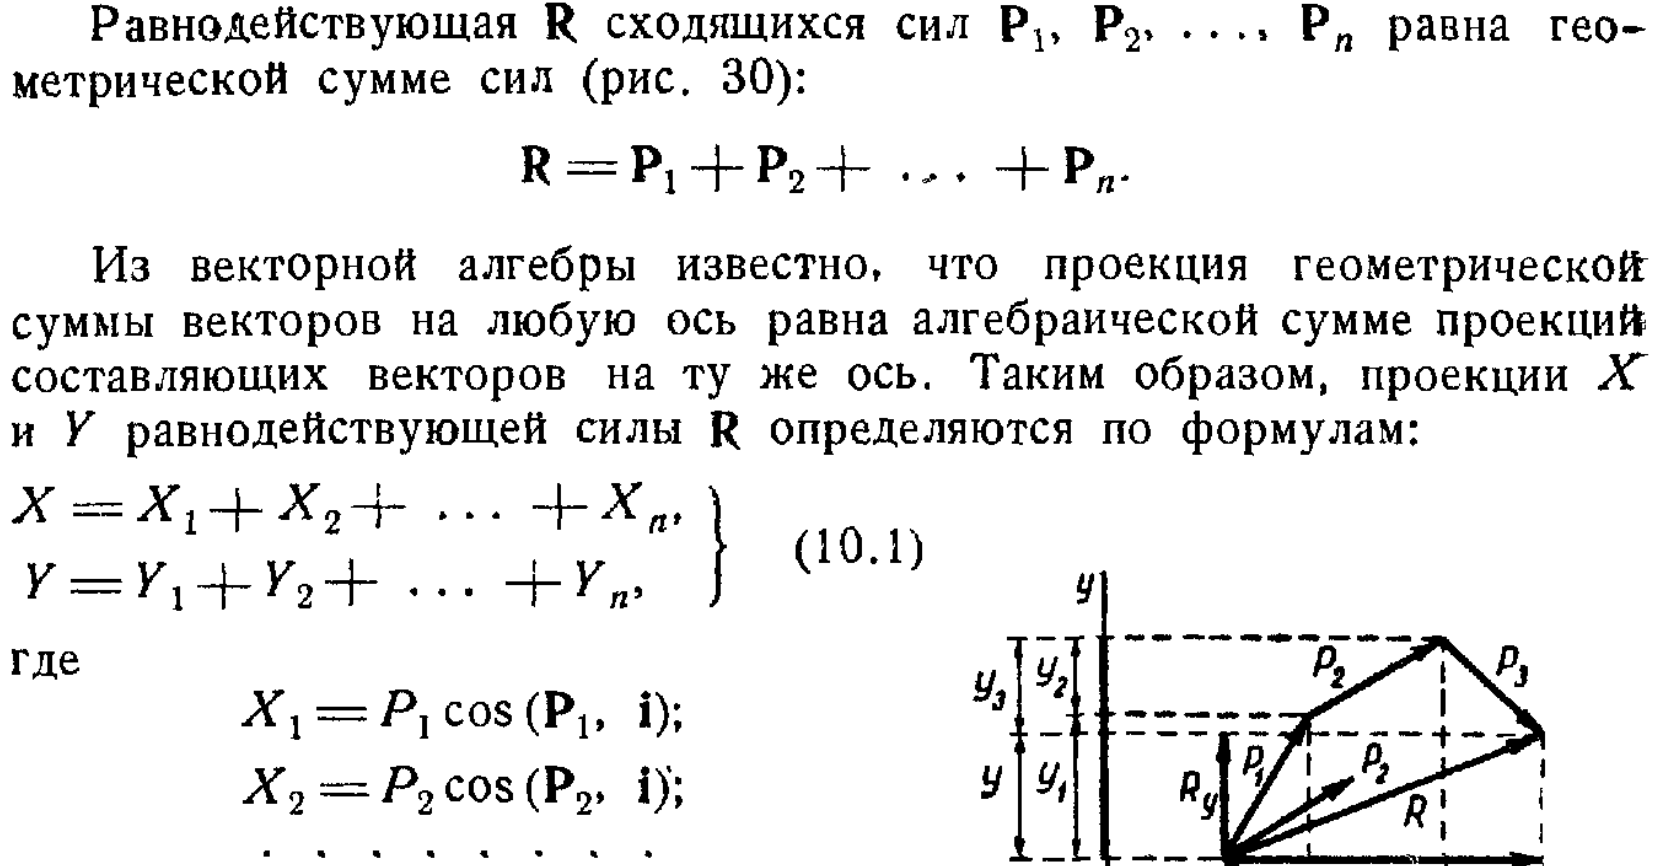 Равнодействующая R сходящихся сил P₁, P₂, ..., Pₙ равна гео-
метрической сумме сил (рис. 30):
R = P₁ + P₂ + ... + Pₙ.
Из векторной алгебры известно, что проекция геометрической
суммы векторов на любую ось равна алгебраической сумме проекций
составляющих векторов на ту же ось. Таким образом, проекции X
и Y равнодействующей силы R определяются по формулам:
X = X₁ + X₂ + ... + Xₙ,
Y = Y₁ + Y₂ + ... + Yₙ, } (10.1)
где
X₁ = P₁ cos (P₁, i);
X₂ = P₂ cos (P₂, i);
. . . . . . . .
y
y₃ y₂ P₂ P₃
y y₁ R_y P₁ P₂ R